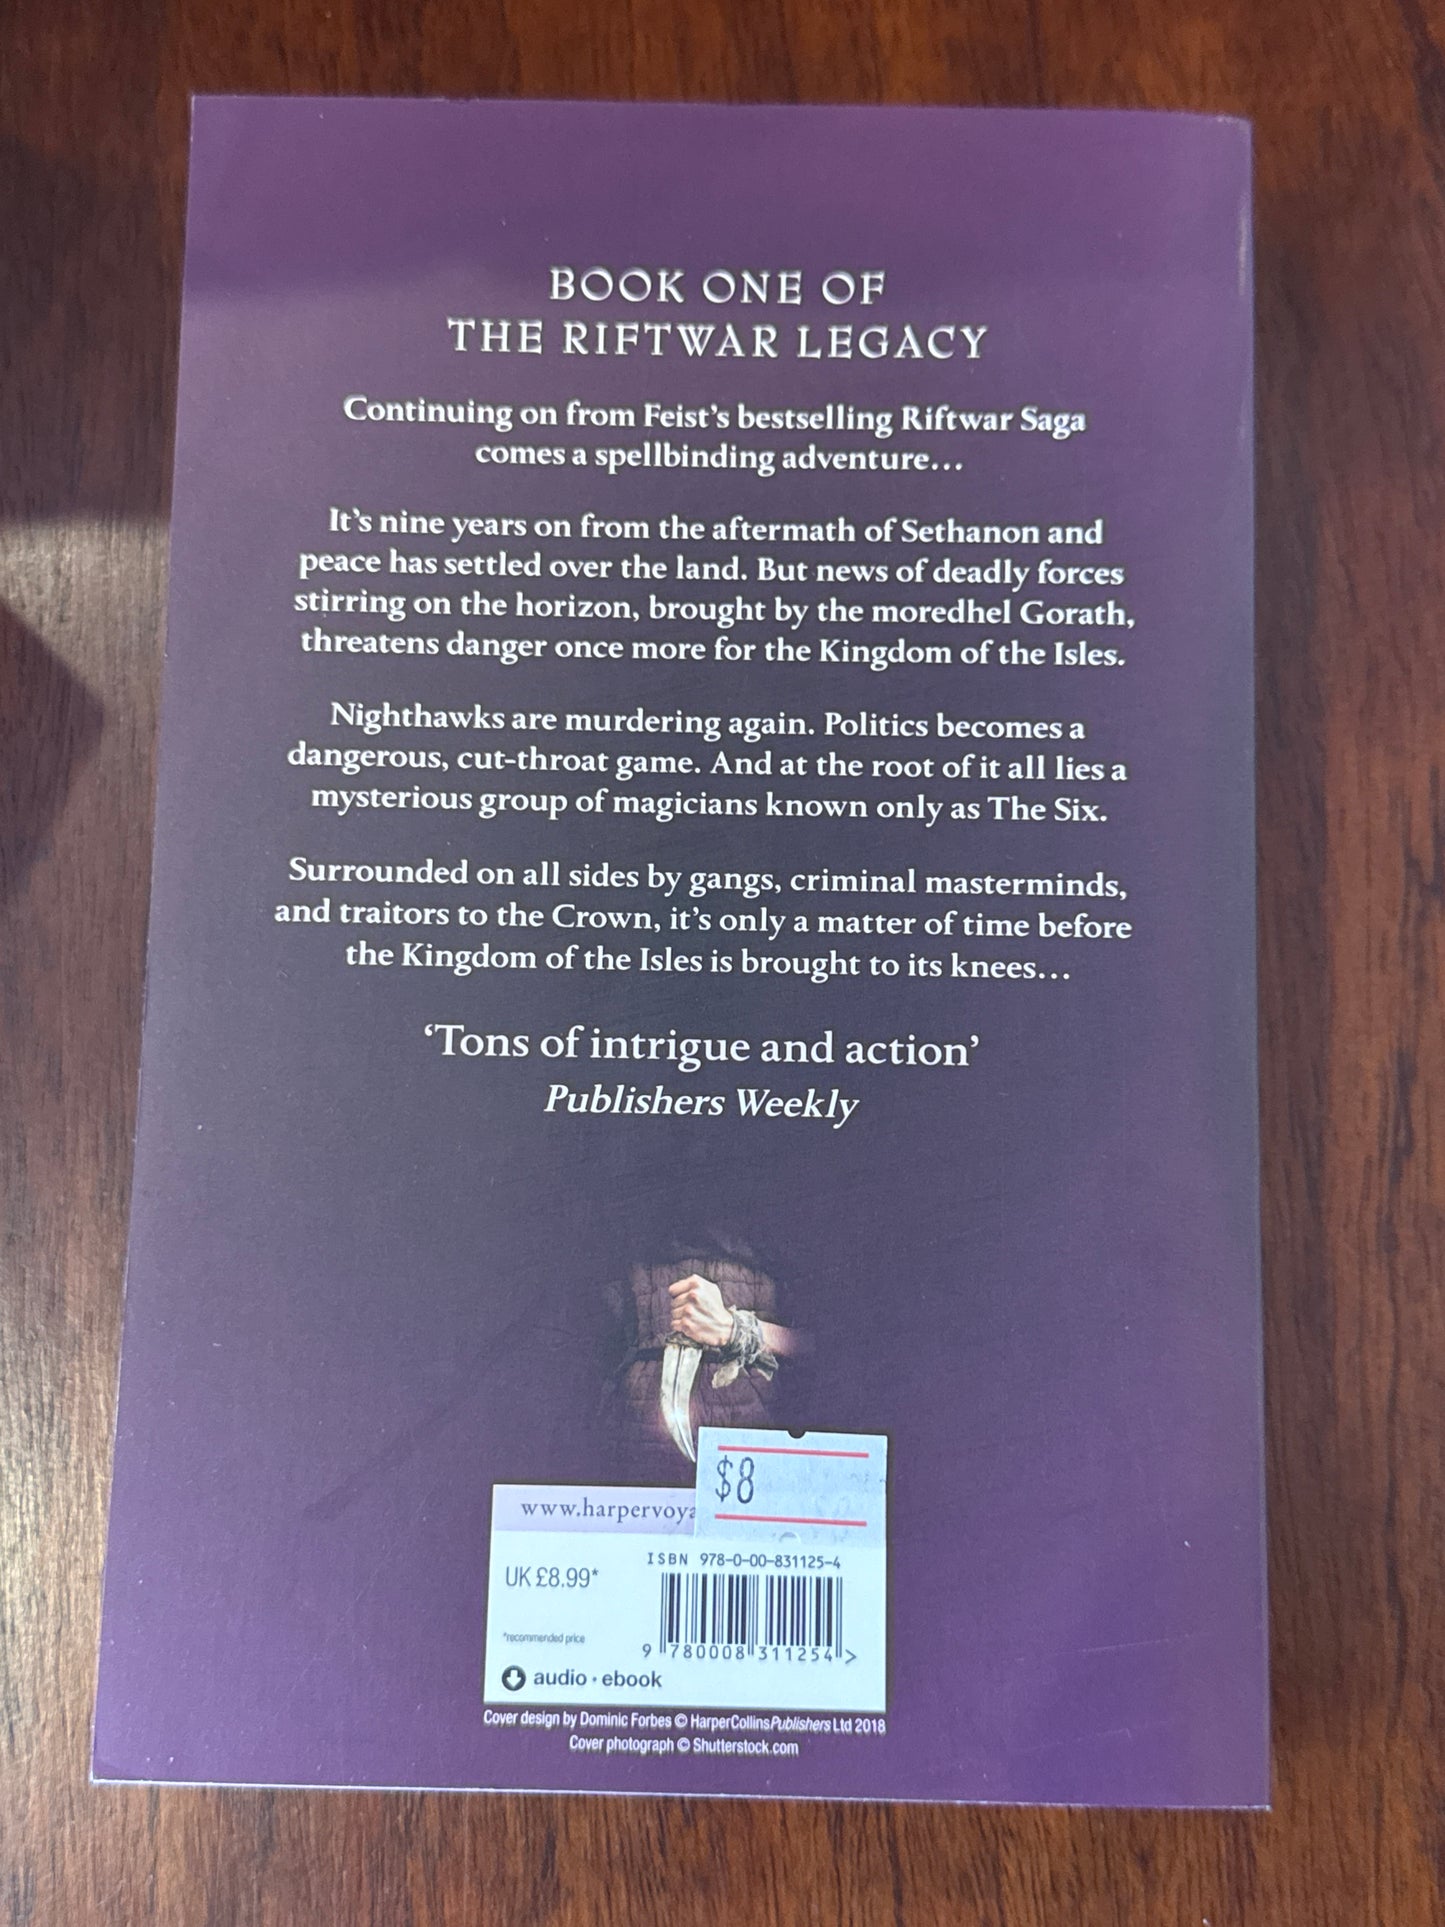 BOOK ONE OF
THE RIFTWAR LEGACY
Continuing on from Feist's bestselling Riftwar Saga
comes a spellbinding adventure...
It's nine years on from the aftermath of Sethanon and
peace has settled over the land. But news of deadly forces
stirring on the horizon, brought by the moredhel Gorath,
threatens danger once more for the Kingdom of the Isles.
Nighthawks are murdering again. Politics becomes a
dangerous, cut-throat game. And at the root of it all lies a
mysterious group of magicians known only as The Six.
Surrounded on all sides by gangs, criminal masterminds,
and traitors to the Crown, it's only a matter of time before
the Kingdom of the Isles is brought to its knees...
‘Tons of intrigue and action’
Publishers Weekly
$8
www.harpervoya
ISBN 978-0-00-831125-4
UK £8.99*
*recommended price
9 780008 311254 >
audio • ebook
Cover design by Dominic Forbes © HarperCollinsPublishers Ltd 2018
Cover photograph © Shutterstock.com